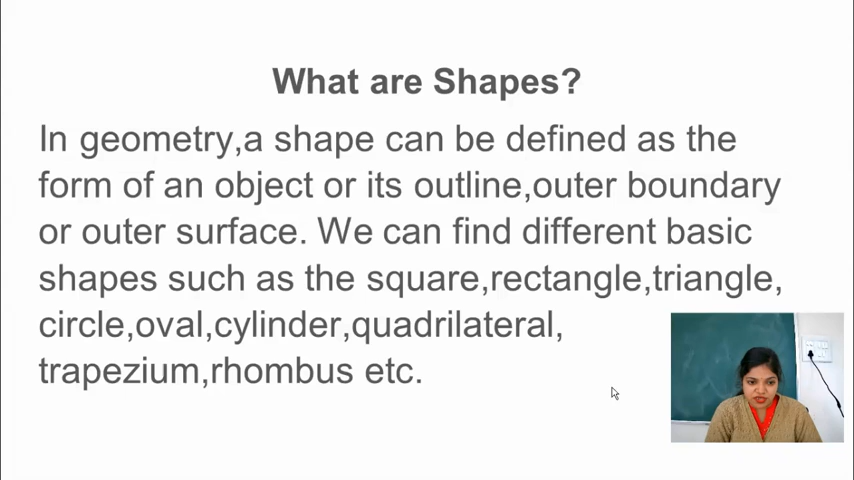 What are Shapes?
In geometry,a shape can be defined as the
form of an object or its outline,outer boundary
or outer surface. We can find different basic
shapes such as the square,rectangle,triangle,
circle,oval,cylinder,quadrilateral,
trapezium,rhombus etc.